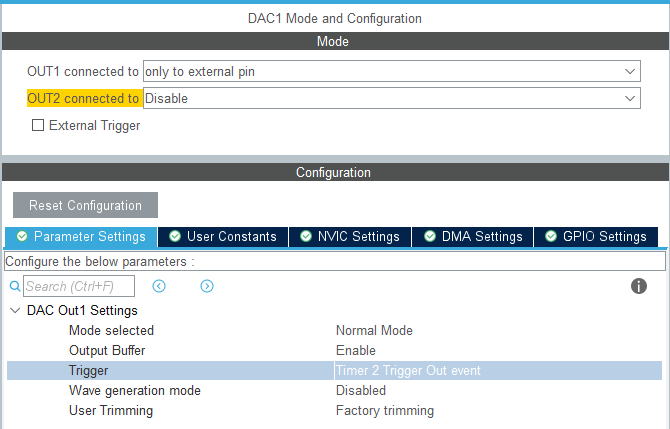 DAC1 Mode and Configuration
Mode
OUT1 connected to only to external pin
OUT2 connected to Disable
External Trigger
Configuration
Reset Configuration
Parameter Settings User Constants NVIC Settings DMA Settings GPIO Settings
Configure the below parameters :
Search (Ctrl+F)
DAC Out1 Settings
Mode selected Normal Mode
Output Buffer Enable
Trigger Timer 2 Trigger Out event
Wave generation mode Disabled
User Trimming Factory trimming